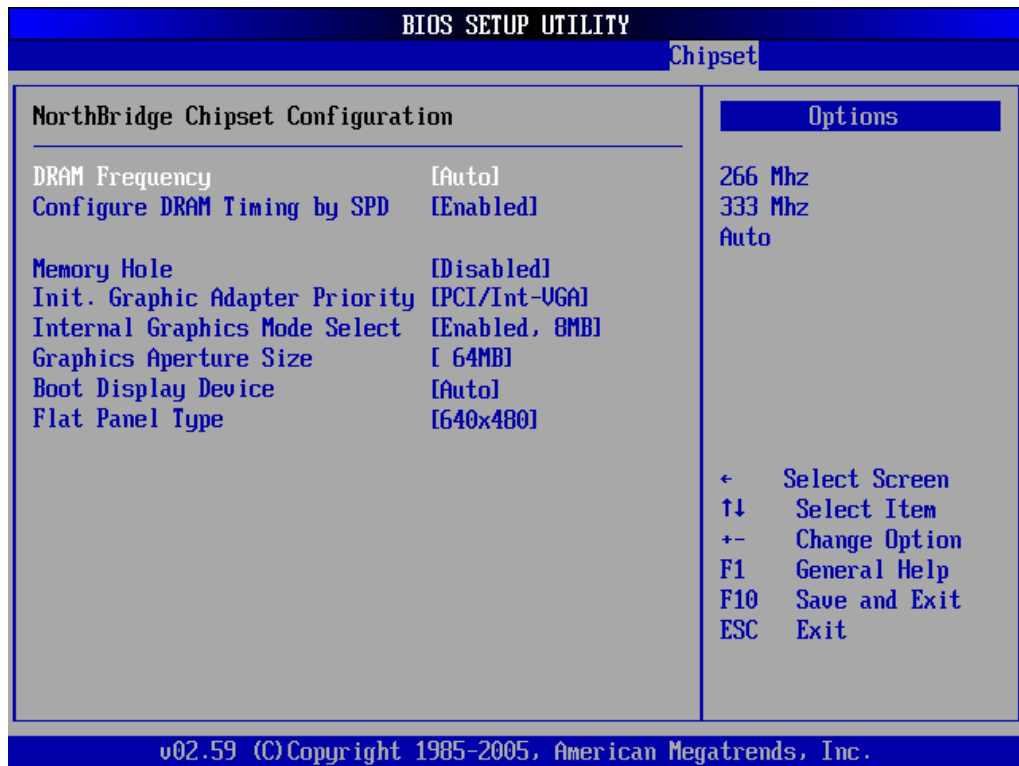 BIOS SETUP UTILITY
Chipset
NorthBridge Chipset Configuration
DRAM Frequency [Auto]
Configure DRAM Timing by SPD [Enabled]
Memory Hole [Disabled]
Init. Graphic Adapter Priority [PCI/Int-VGA]
Internal Graphics Mode Select [Enabled, 8MB]
Graphics Aperture Size [ 64MB]
Boot Display Device [Auto]
Flat Panel Type [640x480]
Options
266 Mhz
333 Mhz
Auto
← Select Screen
↑↓ Select Item
+- Change Option
F1 General Help
F10 Save and Exit
ESC Exit
v02.59 (C)Copyright 1985-2005, American Megatrends, Inc.